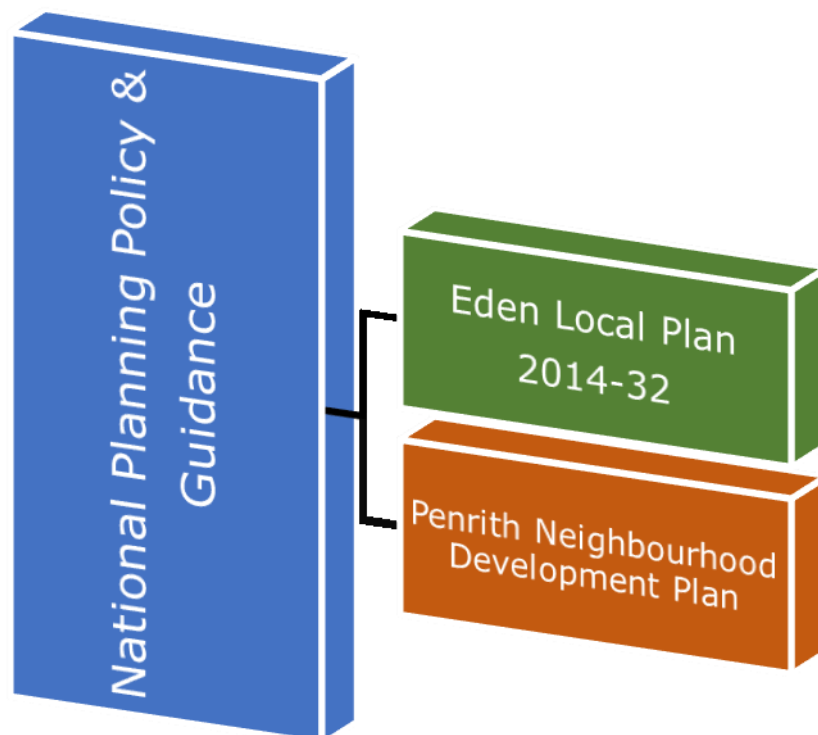 National Planning Policy &
Guidance
Eden Local Plan
2014-32
Penrith Neighbourhood
Development Plan